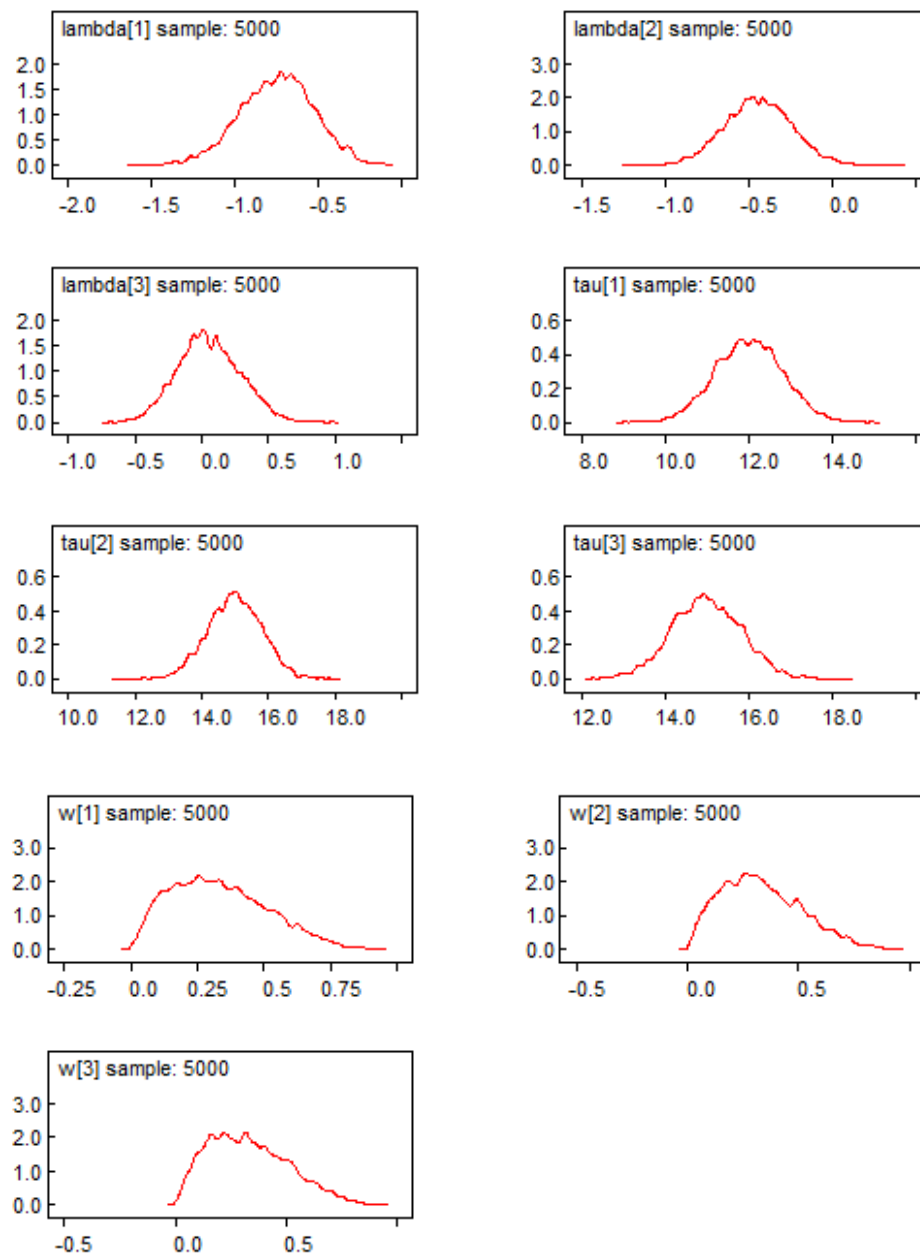 lambda[1] sample: 5000
2.0
1.5
1.0
0.5
0.0
-2.0 -1.5 -1.0 -0.5
lambda[2] sample: 5000
3.0
2.0
1.0
0.0
-1.5 -1.0 -0.5 0.0
lambda[3] sample: 5000
2.0
1.5
1.0
0.5
0.0
-1.0 -0.5 0.0 0.5 1.0
tau[1] sample: 5000
0.6
0.4
0.2
0.0
8.0 10.0 12.0 14.0
tau[2] sample: 5000
0.6
0.4
0.2
0.0
10.0 12.0 14.0 16.0 18.0
tau[3] sample: 5000
0.6
0.4
0.2
0.0
12.0 14.0 16.0 18.0
w[1] sample: 5000
3.0
2.0
1.0
0.0
-0.25 0.0 0.25 0.5 0.75
w[2] sample: 5000
3.0
2.0
1.0
0.0
-0.5 0.0 0.5
w[3] sample: 5000
3.0
2.0
1.0
0.0
-0.5 0.0 0.5